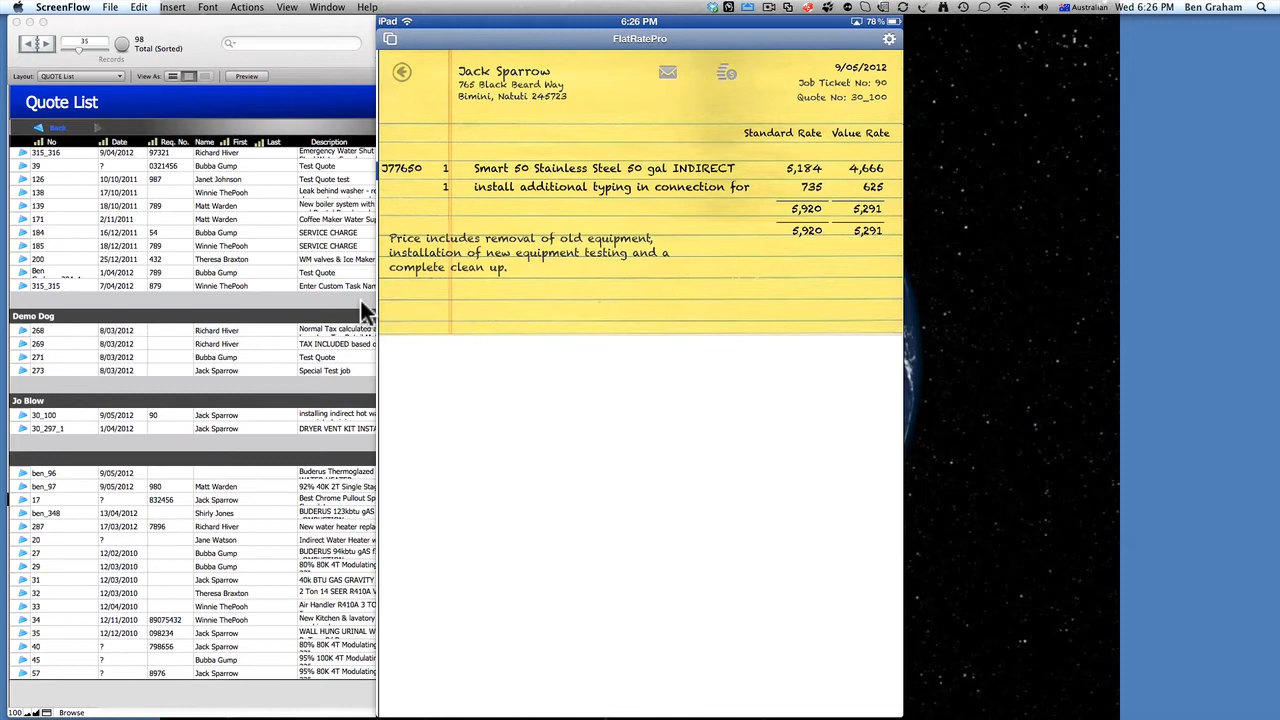 ScreenFlow File Edit Insert Font Actions View Window Help Australian Wed 6:26 PM Ben Graham
35 98 Total (Sorted)
Records
Layout: QUOTE List View As: Preview
Quote List
Back
No Date Req. No. Name First Last Description
315_316 9/04/2012 97321 Richard Hiver Emergency Water Shut
39 0321456 Bubba Gump Test Quote
126 10/10/2011 987 Janet Johnson Test Quote test
138 17/10/2011 Winnie ThePooh Leak behind washer - r
139 18/10/2011 789 Matt Warden New boiler system with
171 2/11/2011 Matt Warden Coffee Maker Water Su
184 16/12/2011 54 Bubba Gump SERVICE CHARGE
185 18/12/2011 789 Winnie ThePooh SERVICE CHARGE
200 25/12/2011 432 Theresa Braxton WM valves & Ice Maker
Ben 1/04/2012 789 Bubba Gump Test Quote
315_315 7/04/2012 879 Winnie ThePooh Enter Custom Task Nam
Demo Dog
268 8/03/2012 Richard Hiver Normal Tax calculated
269 8/03/2012 Richard Hiver TAX INCLUDED based o
271 8/03/2012 Bubba Gump Test Quote
273 8/03/2012 Jack Sparrow Special Test job
Jo Blow
30_100 9/05/2012 90 Jack Sparrow installing indirect hot w
30_297_1 1/04/2012 Jack Sparrow DRYER VENT KIT INSTA
ben_96 9/05/2012 Buderus Thermoglazed
ben_97 9/05/2012 980 Matt Warden 92% 40K 2T Single Sta
17 ? 832456 Jack Sparrow Best Chrome Pullout Sp
ben_348 13/04/2012 Shirly Jones BUDERUS 123kbtu gAS
287 17/03/2012 7896 Richard Hiver New water heater repla
20 ? Jane Watson Indirect Water Heater
27 12/02/2010 Bubba Gump BUDERUS 94kbtu gAS f
29 12/03/2010 Bubba Gump 80% 80K 4T Modulating
31 12/03/2010 Jack Sparrow 40k BTU GAS GRAVITY
32 12/03/2010 Theresa Braxton 2 Ton 14 SEER R410A
33 12/04/2010 Winnie ThePooh Air Handler R410A 3 TO
34 12/11/2010 89075432 Winnie ThePooh New Kitchen & lavatory
35 12/12/2010 098234 Jack Sparrow WALL HUNG URINAL W
40 ? 798656 Jack Sparrow 80% 80K 4T Modulating
45 ? Bubba Gump 95% 100K 4T Modulating
57 ? 8976 Jack Sparrow 95% 80K 4T Modulating
100 Browse
iPad 6:26 PM 78%
FlatRatePro
Jack Sparrow
765 Black Beard Way
Bimini, Natuti 245723
9/05/2012
Job Ticket No: 90
Quote No: 30_100
Standard Rate Value Rate
J77650 1 Smart 50 Stainless Steel 50 gal INDIRECT 5,184 4,666
1 install additional typing in connection for 735 625
5,920 5,291
5,920 5,291
Price includes removal of old equipment,
installation of new equipment testing and a
complete clean up.